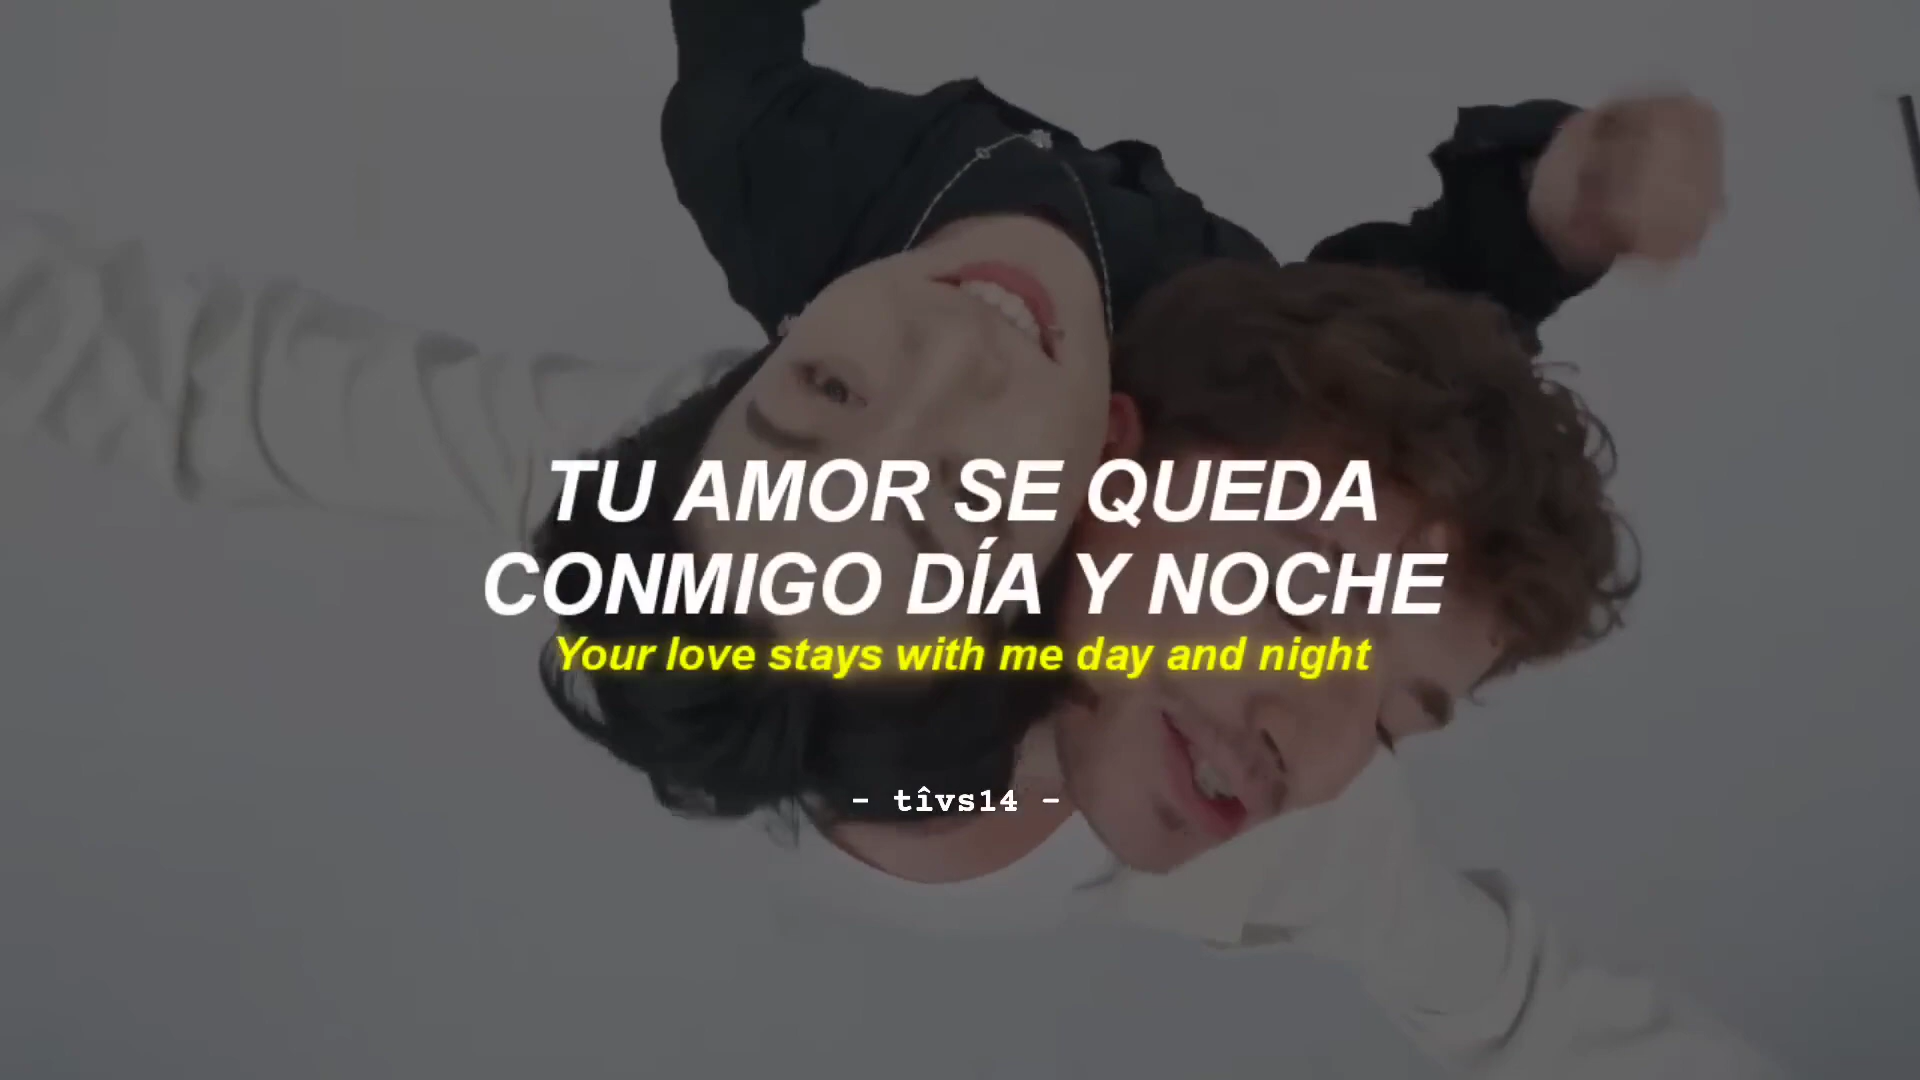 TU AMOR SE QUEDA
CONMIGO DÍA Y NOCHE
Your love stays with me day and night
- tîvs14 -